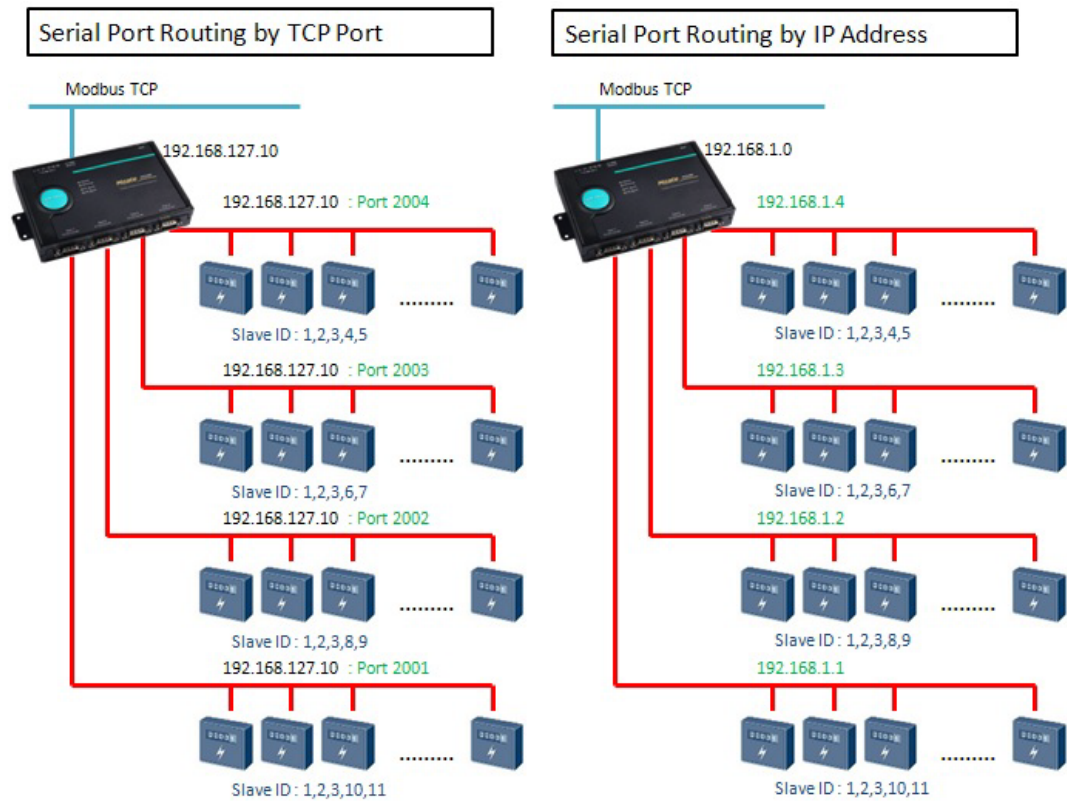 Serial Port Routing by TCP Port
Modbus TCP
192.168.127.10
192.168.127.10 : Port 2004
Slave ID : 1,2,3,4,5
192.168.127.10 : Port 2003
.........
Slave ID : 1,2,3,6,7
192.168.127.10 : Port 2002
.........
Slave ID : 1,2,3,8,9
192.168.127.10 : Port 2001
.........
Slave ID : 1,2,3,10,11
Serial Port Routing by IP Address
Modbus TCP
192.168.1.0
192.168.1.4
.........
Slave ID : 1,2,3,4,5
192.168.1.3
.........
Slave ID : 1,2,3,6,7
192.168.1.2
.........
Slave ID : 1,2,3,8,9
192.168.1.1
.........
Slave ID : 1,2,3,10,11